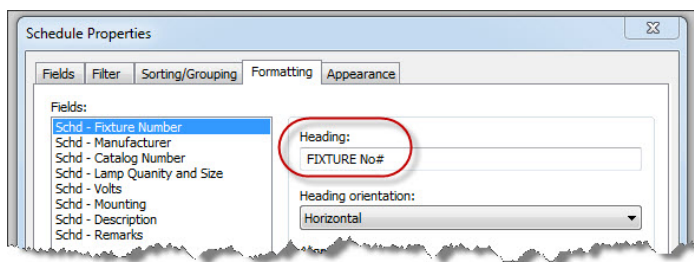 Schedule Properties
Fields Filter Sorting/Grouping Formatting Appearance
Fields:
Schd - Fixture Number
Schd - Manufacturer
Schd - Catalog Number
Schd - Lamp Quanity and Size
Schd - Volts
Schd - Mounting
Schd - Description
Schd - Remarks
Heading:
FIXTURE No#
Heading orientation:
Horizontal